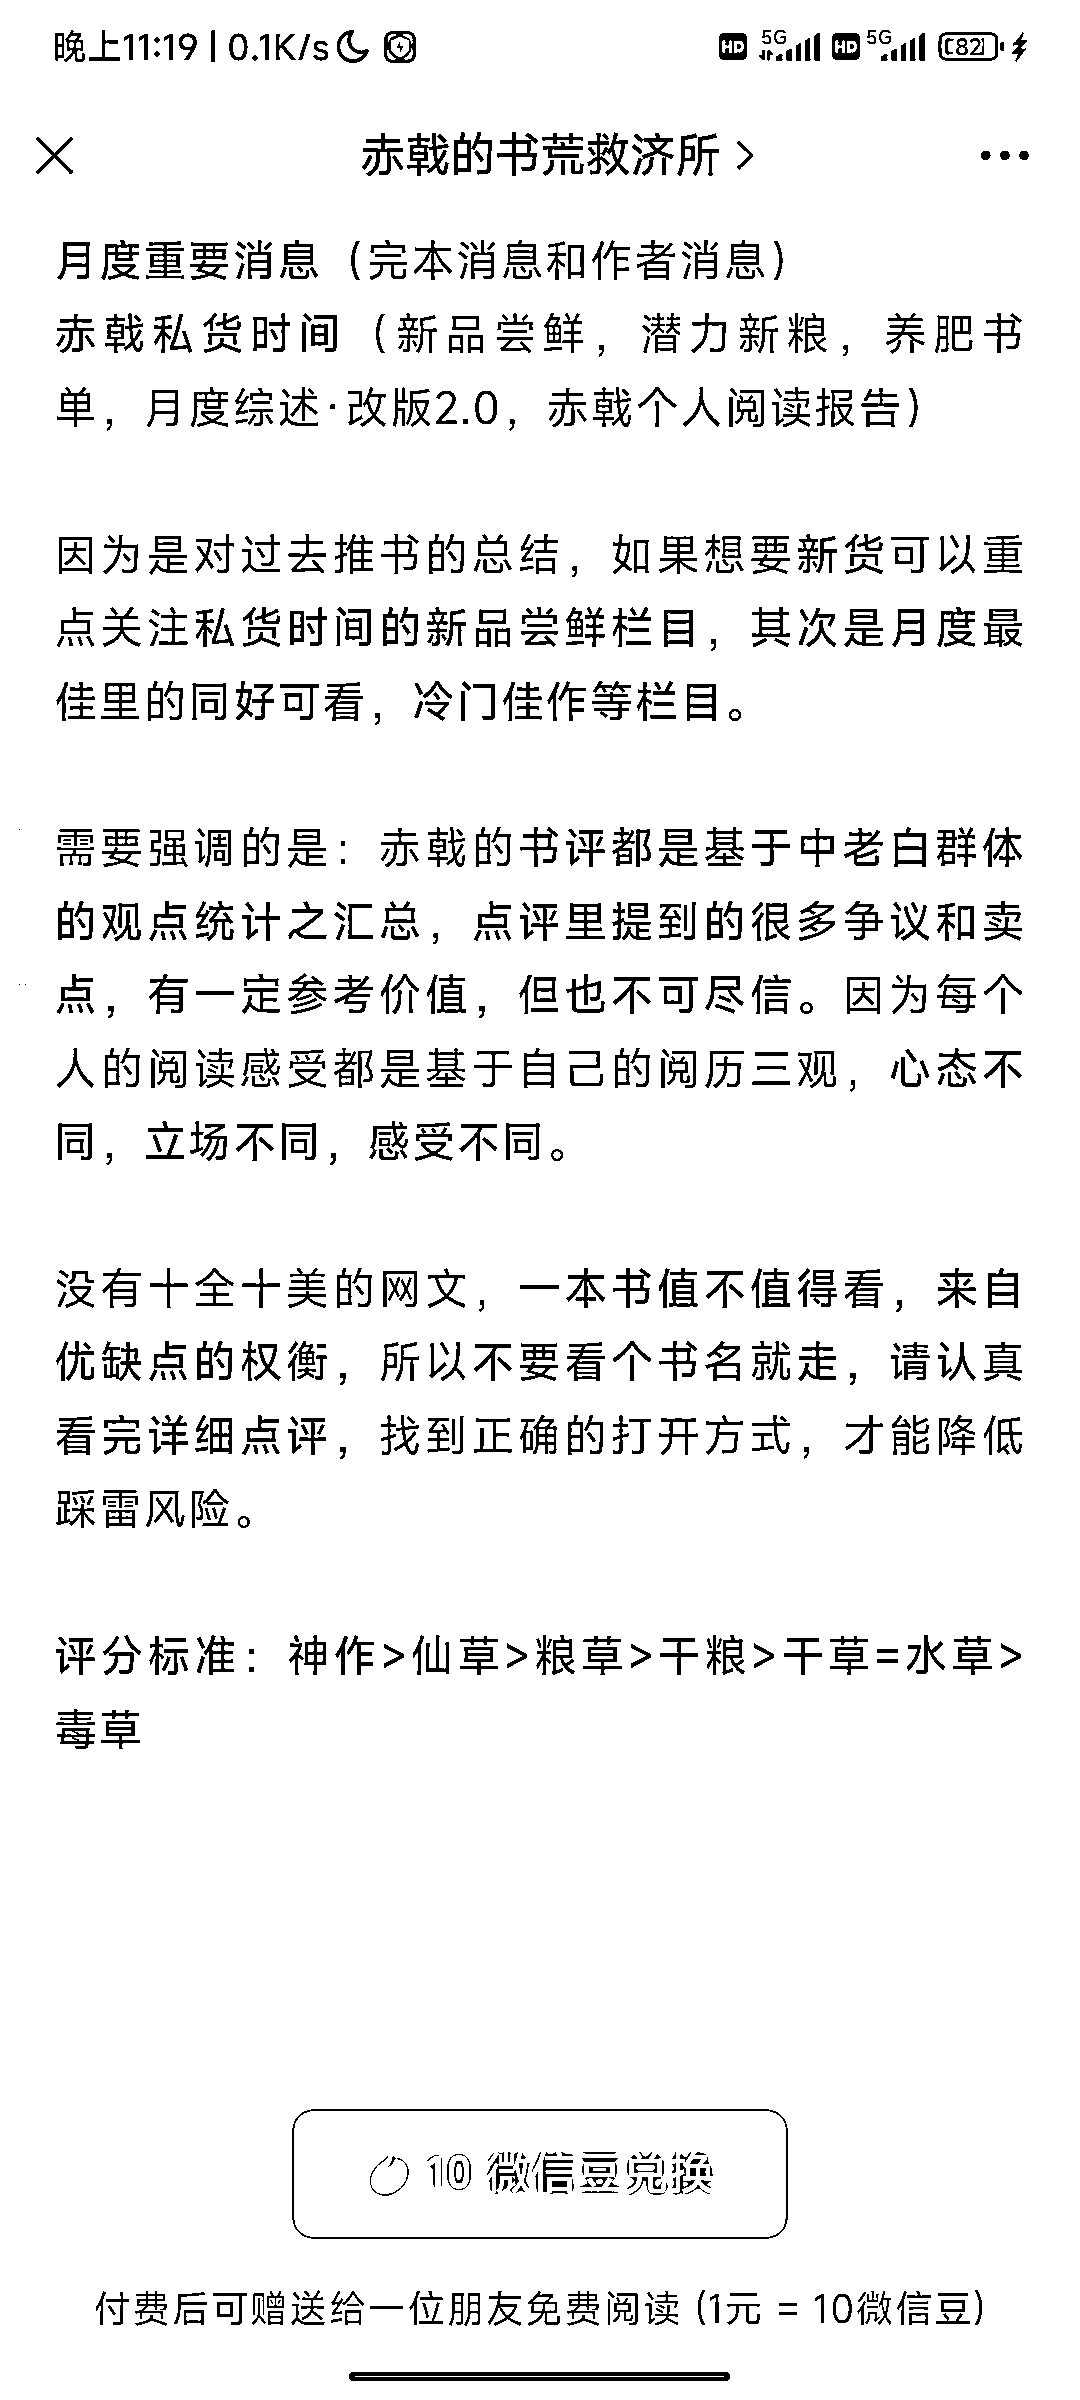 晚上11:19 | 0.1K/s
HD 5G HD 5G 82
赤戟的书荒救济所
月度重要消息（完本消息和作者消息）
赤戟私货时间（新品尝鲜，潜力新粮，养肥书
单，月度综述·改版2.0，赤戟个人阅读报告）
因为是对过去推书的总结，如果想要新货可以重
点关注私货时间的新品尝鲜栏目，其次是月度最
佳里的同好可看，冷门佳作等栏目。
需要强调的是：赤戟的书评都是基于中老白群体
的观点统计之汇总，点评里提到的很多争议和卖
点，有一定参考价值，但也不可尽信。因为每个
人的阅读感受都是基于自己的阅历三观，心态不
同，立场不同，感受不同。
没有十全十美的网文，一本书值不值得看，来自
优缺点的权衡，所以不要看个书名就走，请认真
看完详细点评，找到正确的打开方式，才能降低
踩雷风险。
评分标准：神作>仙草>粮草>干粮>干草=水草>
毒草
10 微信豆兑换
付费后可赠送给一位朋友免费阅读 (1元 = 10微信豆)